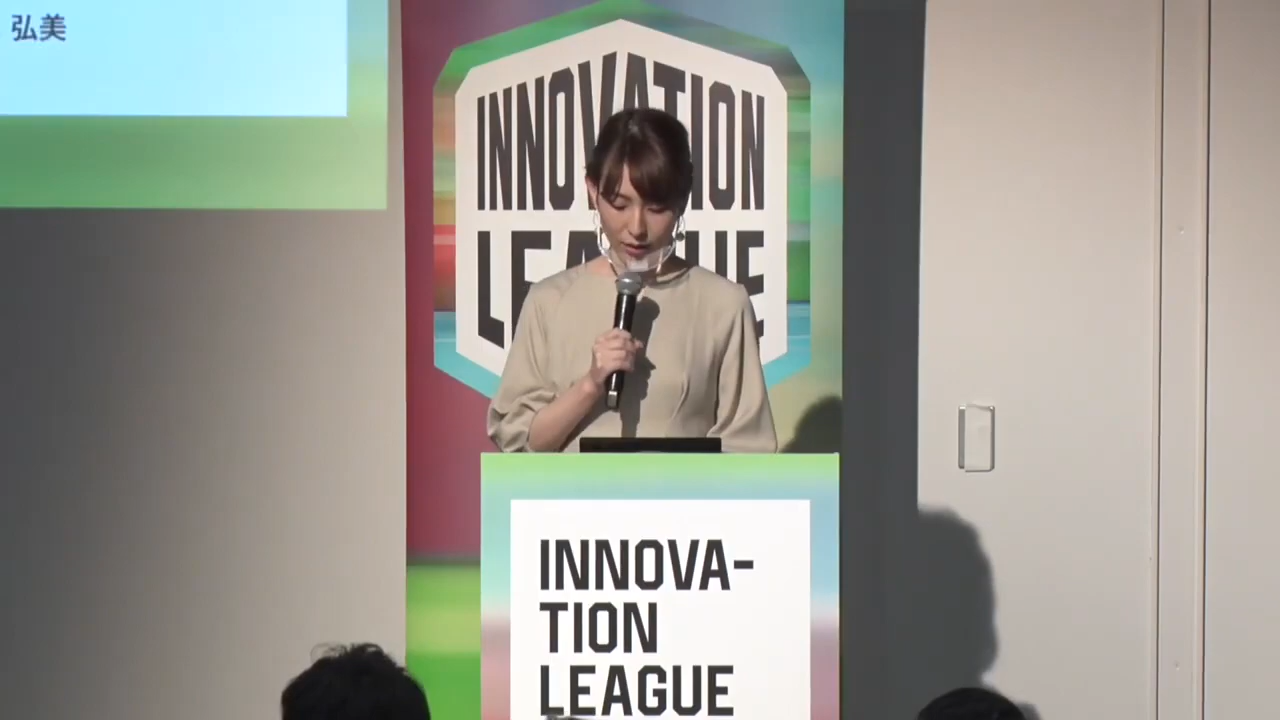 弘美
INNOVATION
LEAGUE
INNOVA-
TION
LEAGUE